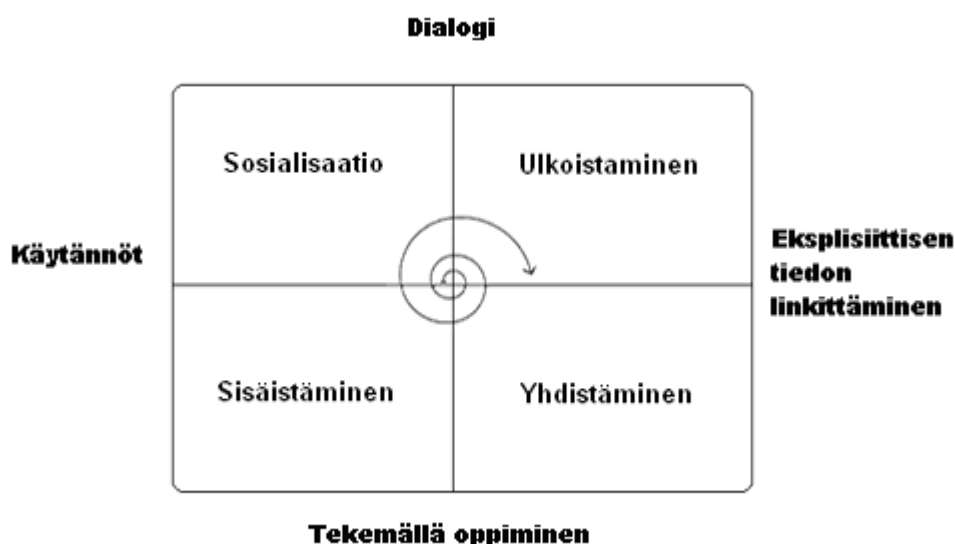 Dialogi
Sosialisaatio
Ulkoistaminen
Käytännöt
Eksplisiittisen
tiedon
linkittäminen
Sisäistäminen
Yhdistäminen
Tekemällä oppiminen